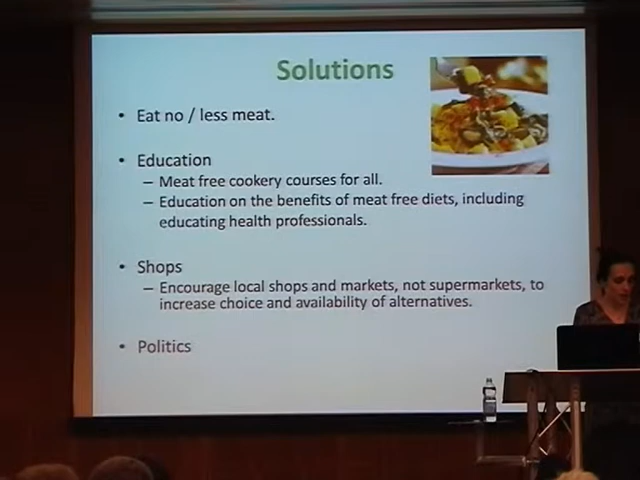 Solutions
• Eat no / less meat.
• Education
– Meat free cookery courses for all.
– Education on the benefits of meat free diets, including
educating health professionals.
• Shops
– Encourage local shops and markets, not supermarkets, to
increase choice and availability of alternatives.
• Politics